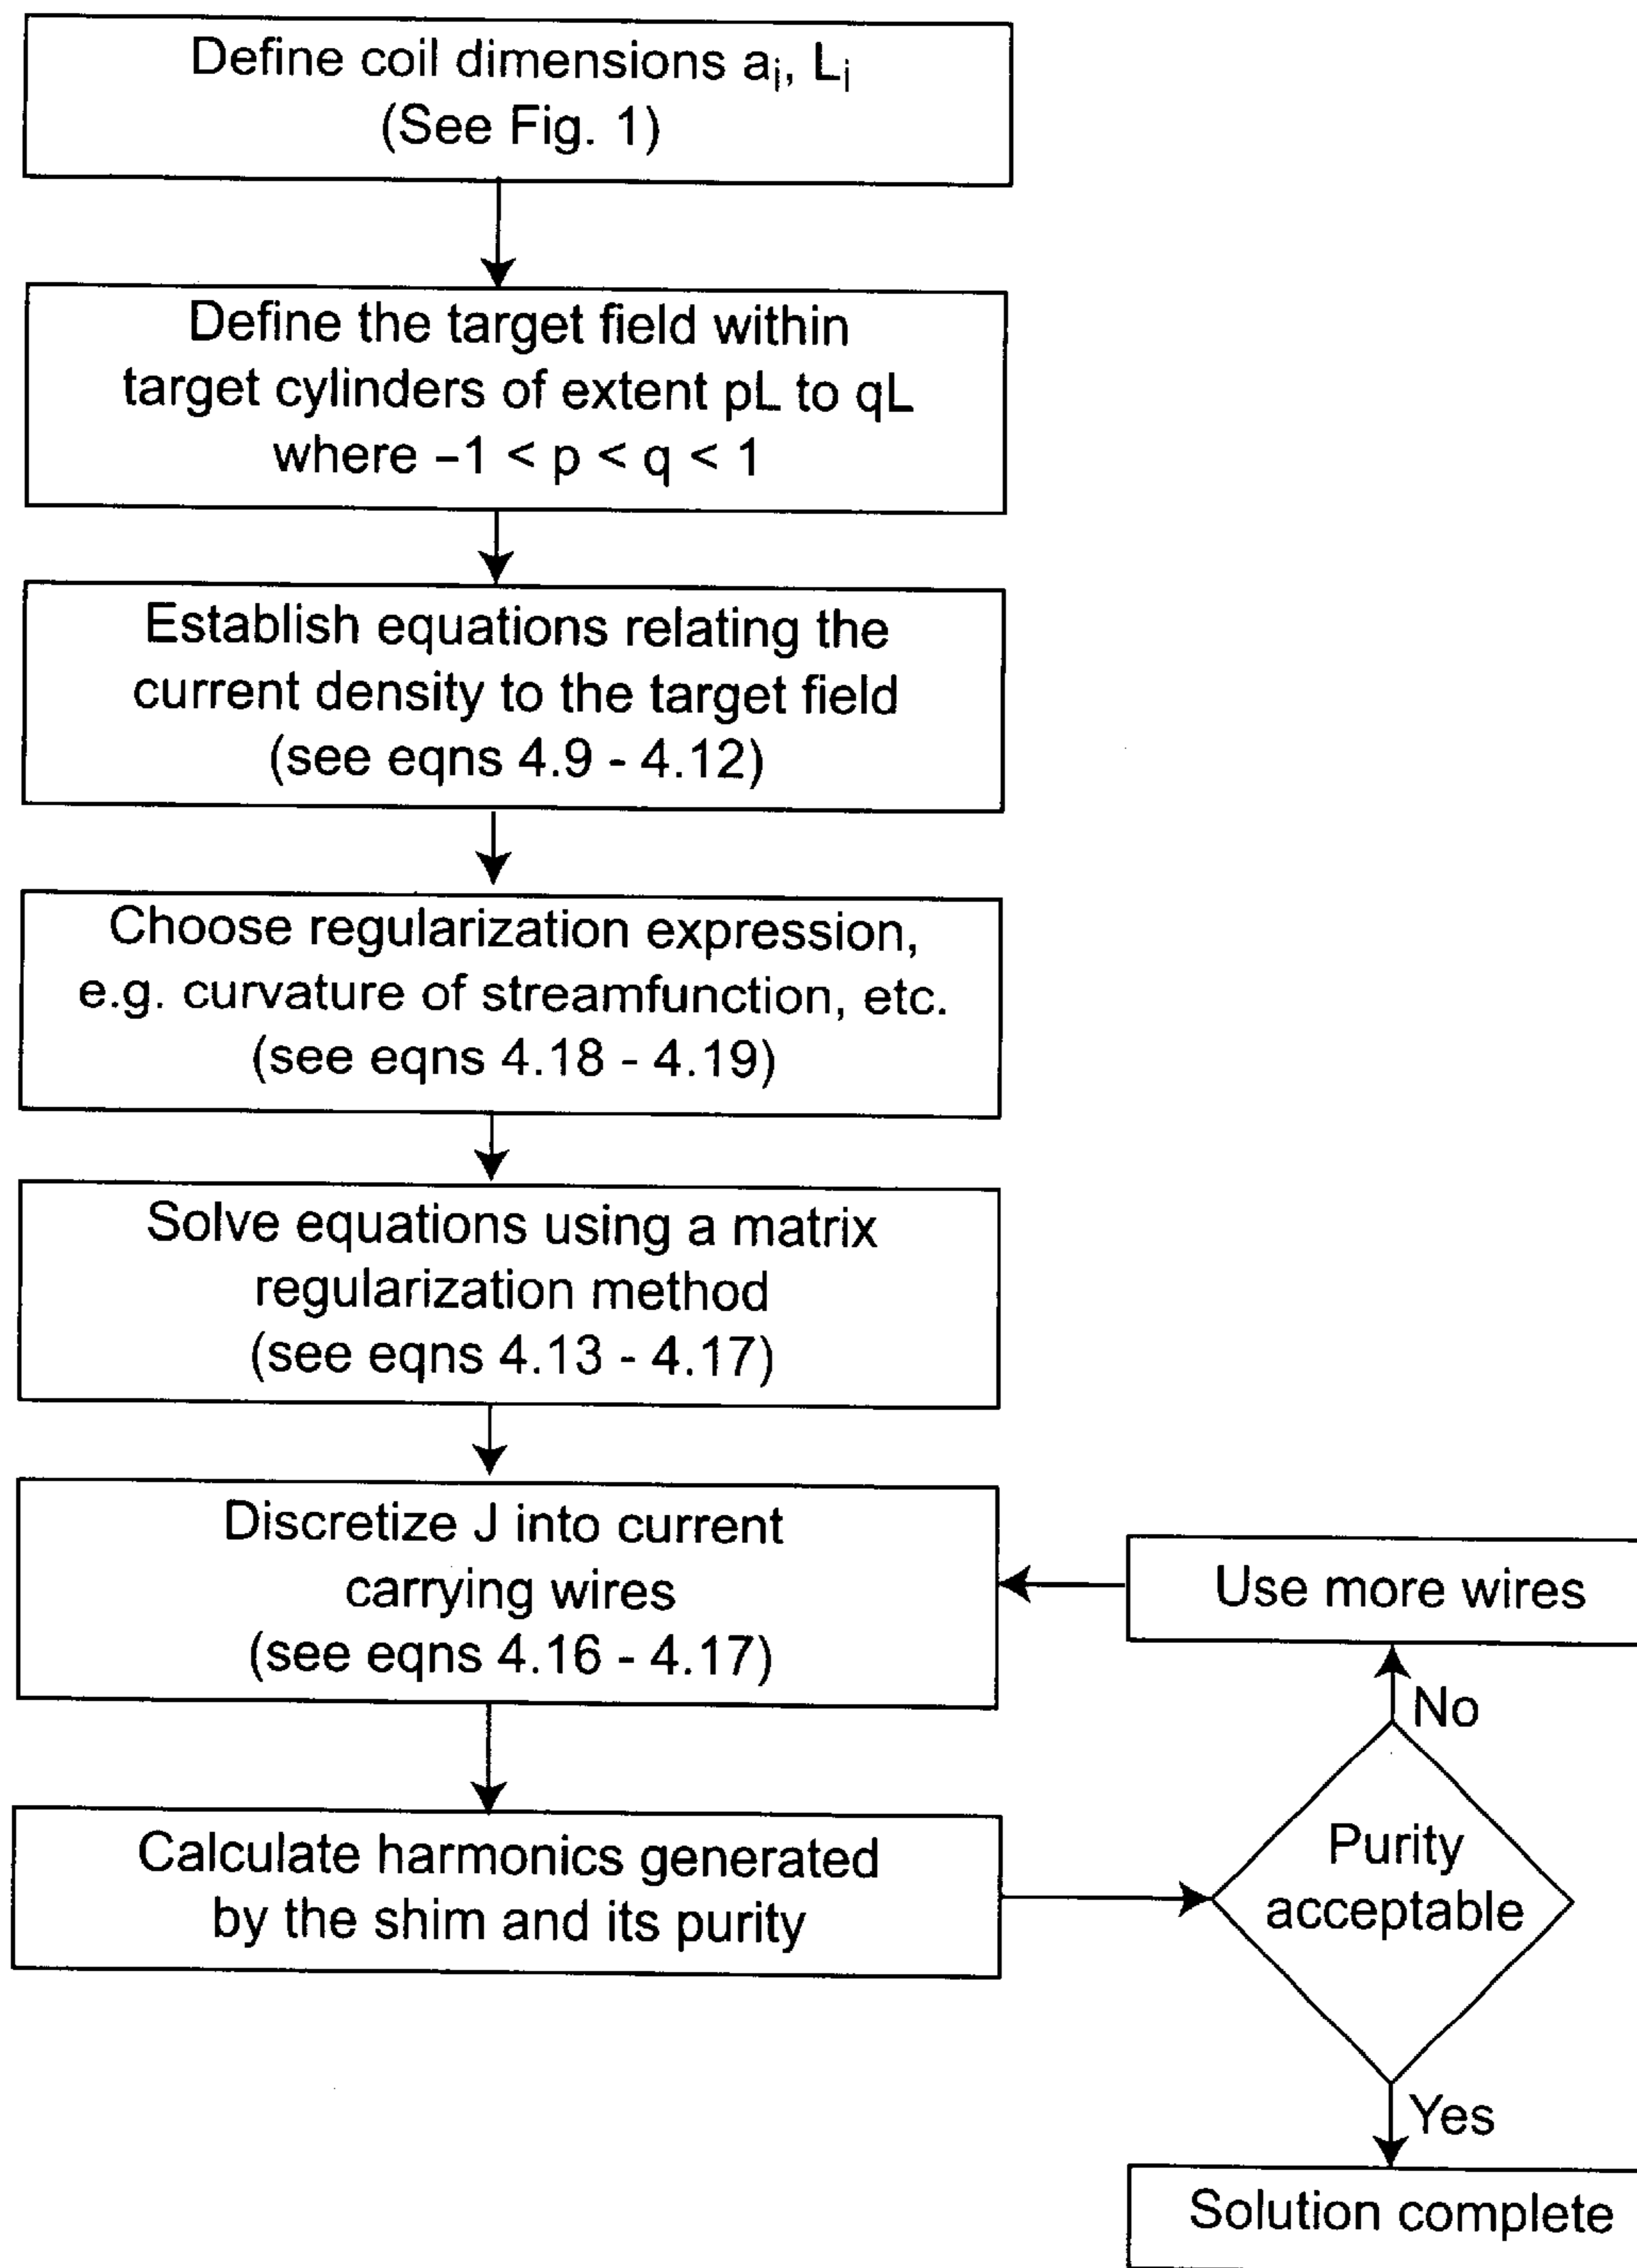 Define coil dimensions aᵢ, Lᵢ
(See Fig. 1)
Define the target field within
target cylinders of extent pL to qL
where –1 < p < q < 1
Establish equations relating the
current density to the target field
(see eqns 4.9 - 4.12)
Choose regularization expression,
e.g. curvature of streamfunction, etc.
(see eqns 4.18 - 4.19)
Solve equations using a matrix
regularization method
(see eqns 4.13 - 4.17)
Discretize J into current
carrying wires
(see eqns 4.16 - 4.17)
Use more wires
No
Calculate harmonics generated
by the shim and its purity
Purity
acceptable
Yes
Solution complete